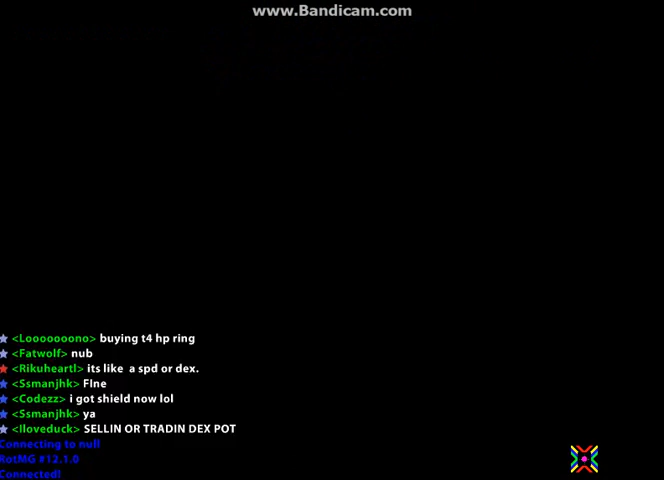 www.Bandicam.com
<Dooooooono> buying t4 hp ring
<Fatwolf> nub
<Rikuheartl> its like a spd or dex.
<Ssmanjhk> FIne
<Codezz> i got shield now lol
<Ssmanjhk> ya
<Iloveduck> SELLIN OR TRADIN DEX POT
Connecting to null
RotMG #12.1.0
Connected!